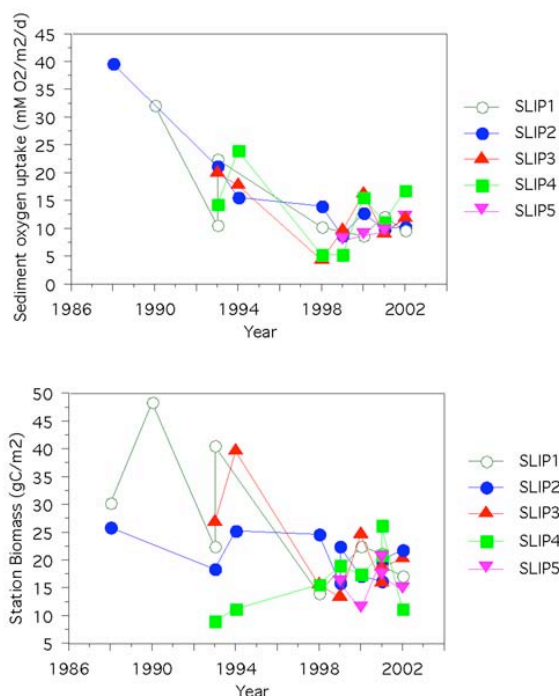 Sediment oxygen uptake (mM O2/m2/d)
45
40
35
30
25
20
15
10
5
0
1986
1990
1994
1998
2002
Year
SLIP1
SLIP2
SLIP3
SLIP4
SLIP5
Station Biomass (gC/m2)
50
45
40
35
30
25
20
15
10
5
1986
1990
1994
1998
2002
Year
SLIP1
SLIP2
SLIP3
SLIP4
SLIP5